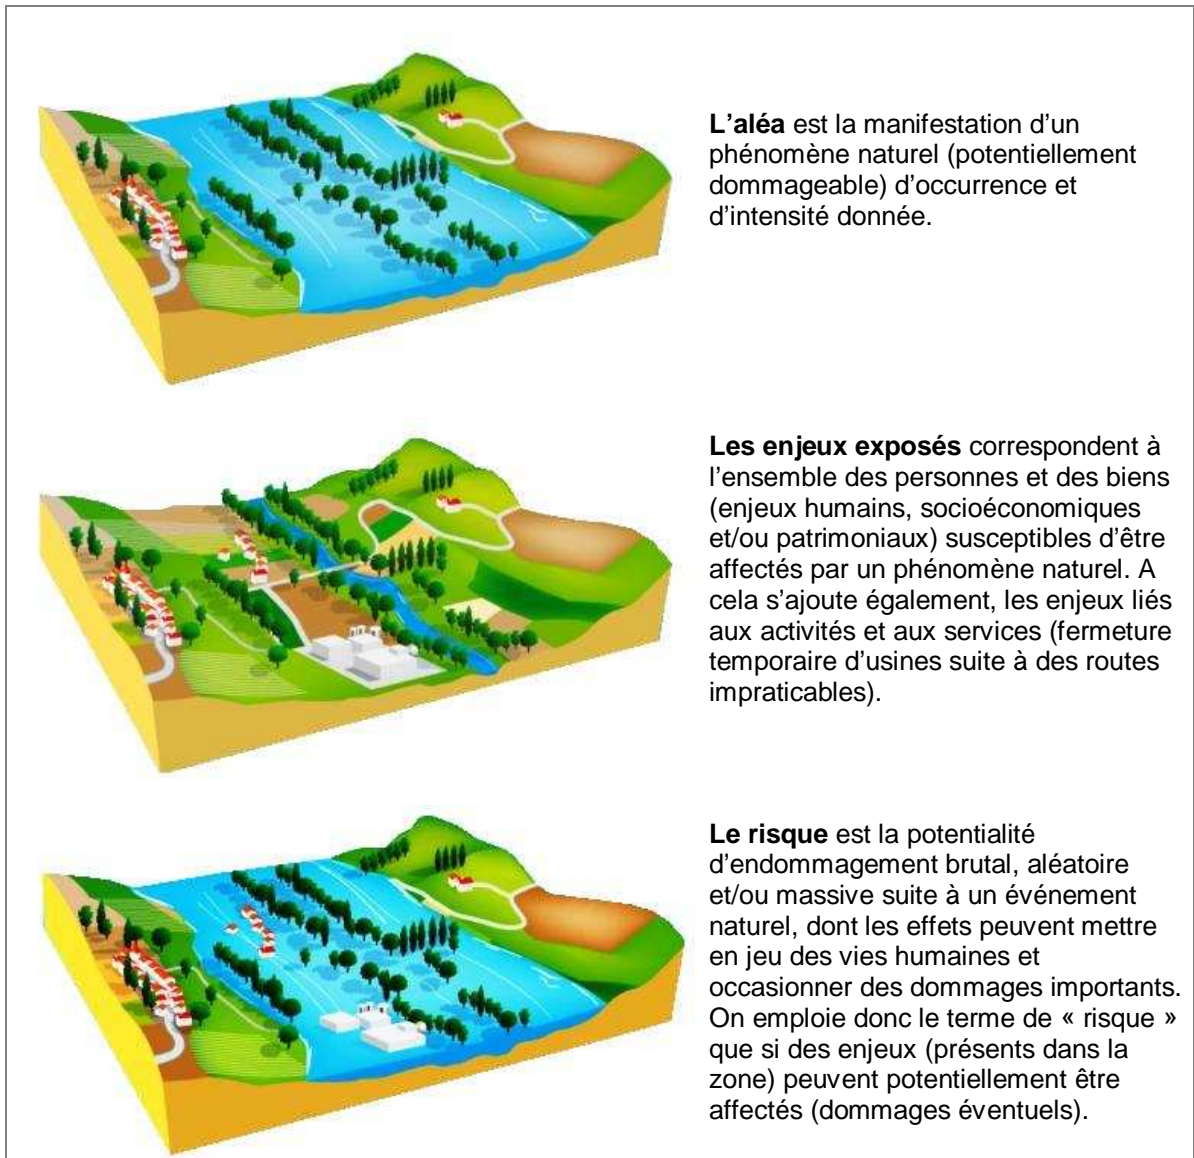 L’aléa est la manifestation d’un
phénomène naturel (potentiellement
dommageable) d’occurrence et
d’intensité donnée.
Les enjeux exposés correspondent à
l’ensemble des personnes et des biens
(enjeux humains, socioéconomiques
et/ou patrimoniaux) susceptibles d’être
affectés par un phénomène naturel. A
cela s’ajoute également, les enjeux liés
aux activités et aux services (fermeture
temporaire d’usines suite à des routes
impraticables).
Le risque est la potentialité
d’endommagement brutal, aléatoire
et/ou massive suite à un événement
naturel, dont les effets peuvent mettre
en jeu des vies humaines et
occasionner des dommages importants.
On emploie donc le terme de « risque »
que si des enjeux (présents dans la
zone) peuvent potentiellement être
affectés (dommages éventuels).